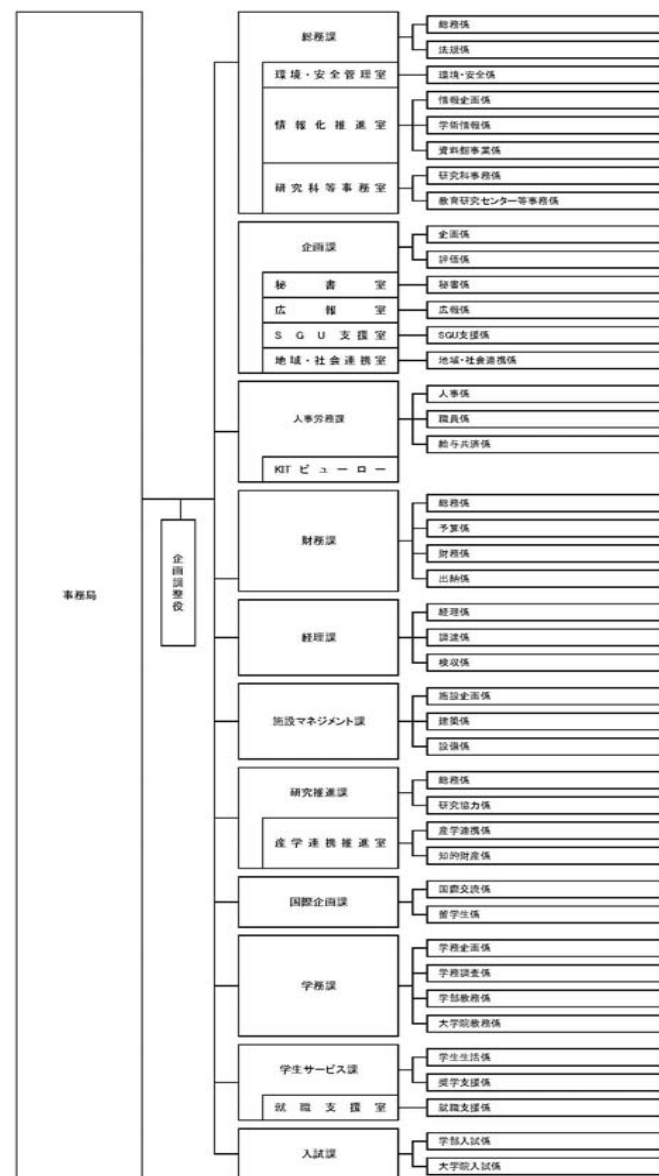 事務局
企画調整役
総務課
総務係
法規係
環境・安全管理室
環境・安全係
情報化推進室
情報企画係
学術情報係
資料館事業係
研究科等事務室
研究科事務係
教育研究センター等事務係
企画課
企画係
評価係
秘書室
秘書係
広報室
広報係
SGU支援室
SGU支援係
地域・社会連携室
地域・社会連携係
人事労務課
人事係
職員係
給与共済係
KITビューロー
財務課
総務係
予算係
財務係
出納係
経理課
経理係
調達係
検収係
施設マネジメント課
施設企画係
建築係
設備係
研究推進課
総務係
研究協力係
産学連携推進室
産学連携係
知的財産係
国際企画課
国際交流係
留学生係
学務課
学務企画係
学務調査係
学部教務係
大学院教務係
学生サービス課
学生生活係
奨学支援係
就職支援室
就職支援係
入試課
学部入試係
大学院入試係